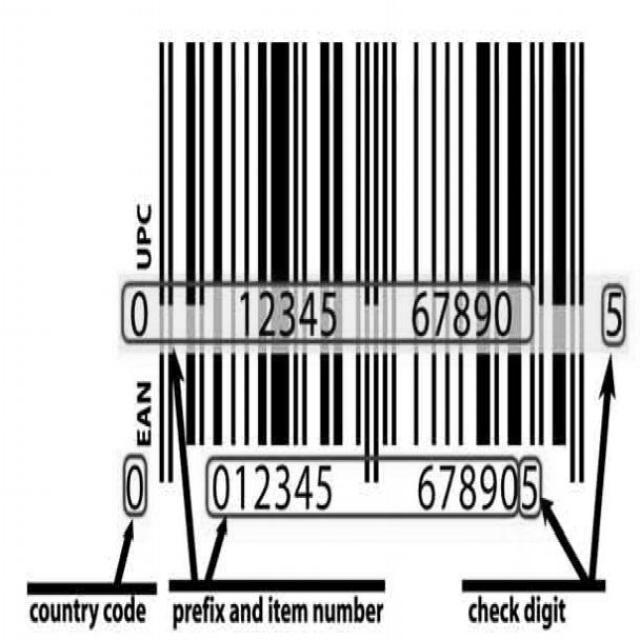 UPC
0 12345 67890 5
EAN
0 012345 678905
country code prefix and item number check digit